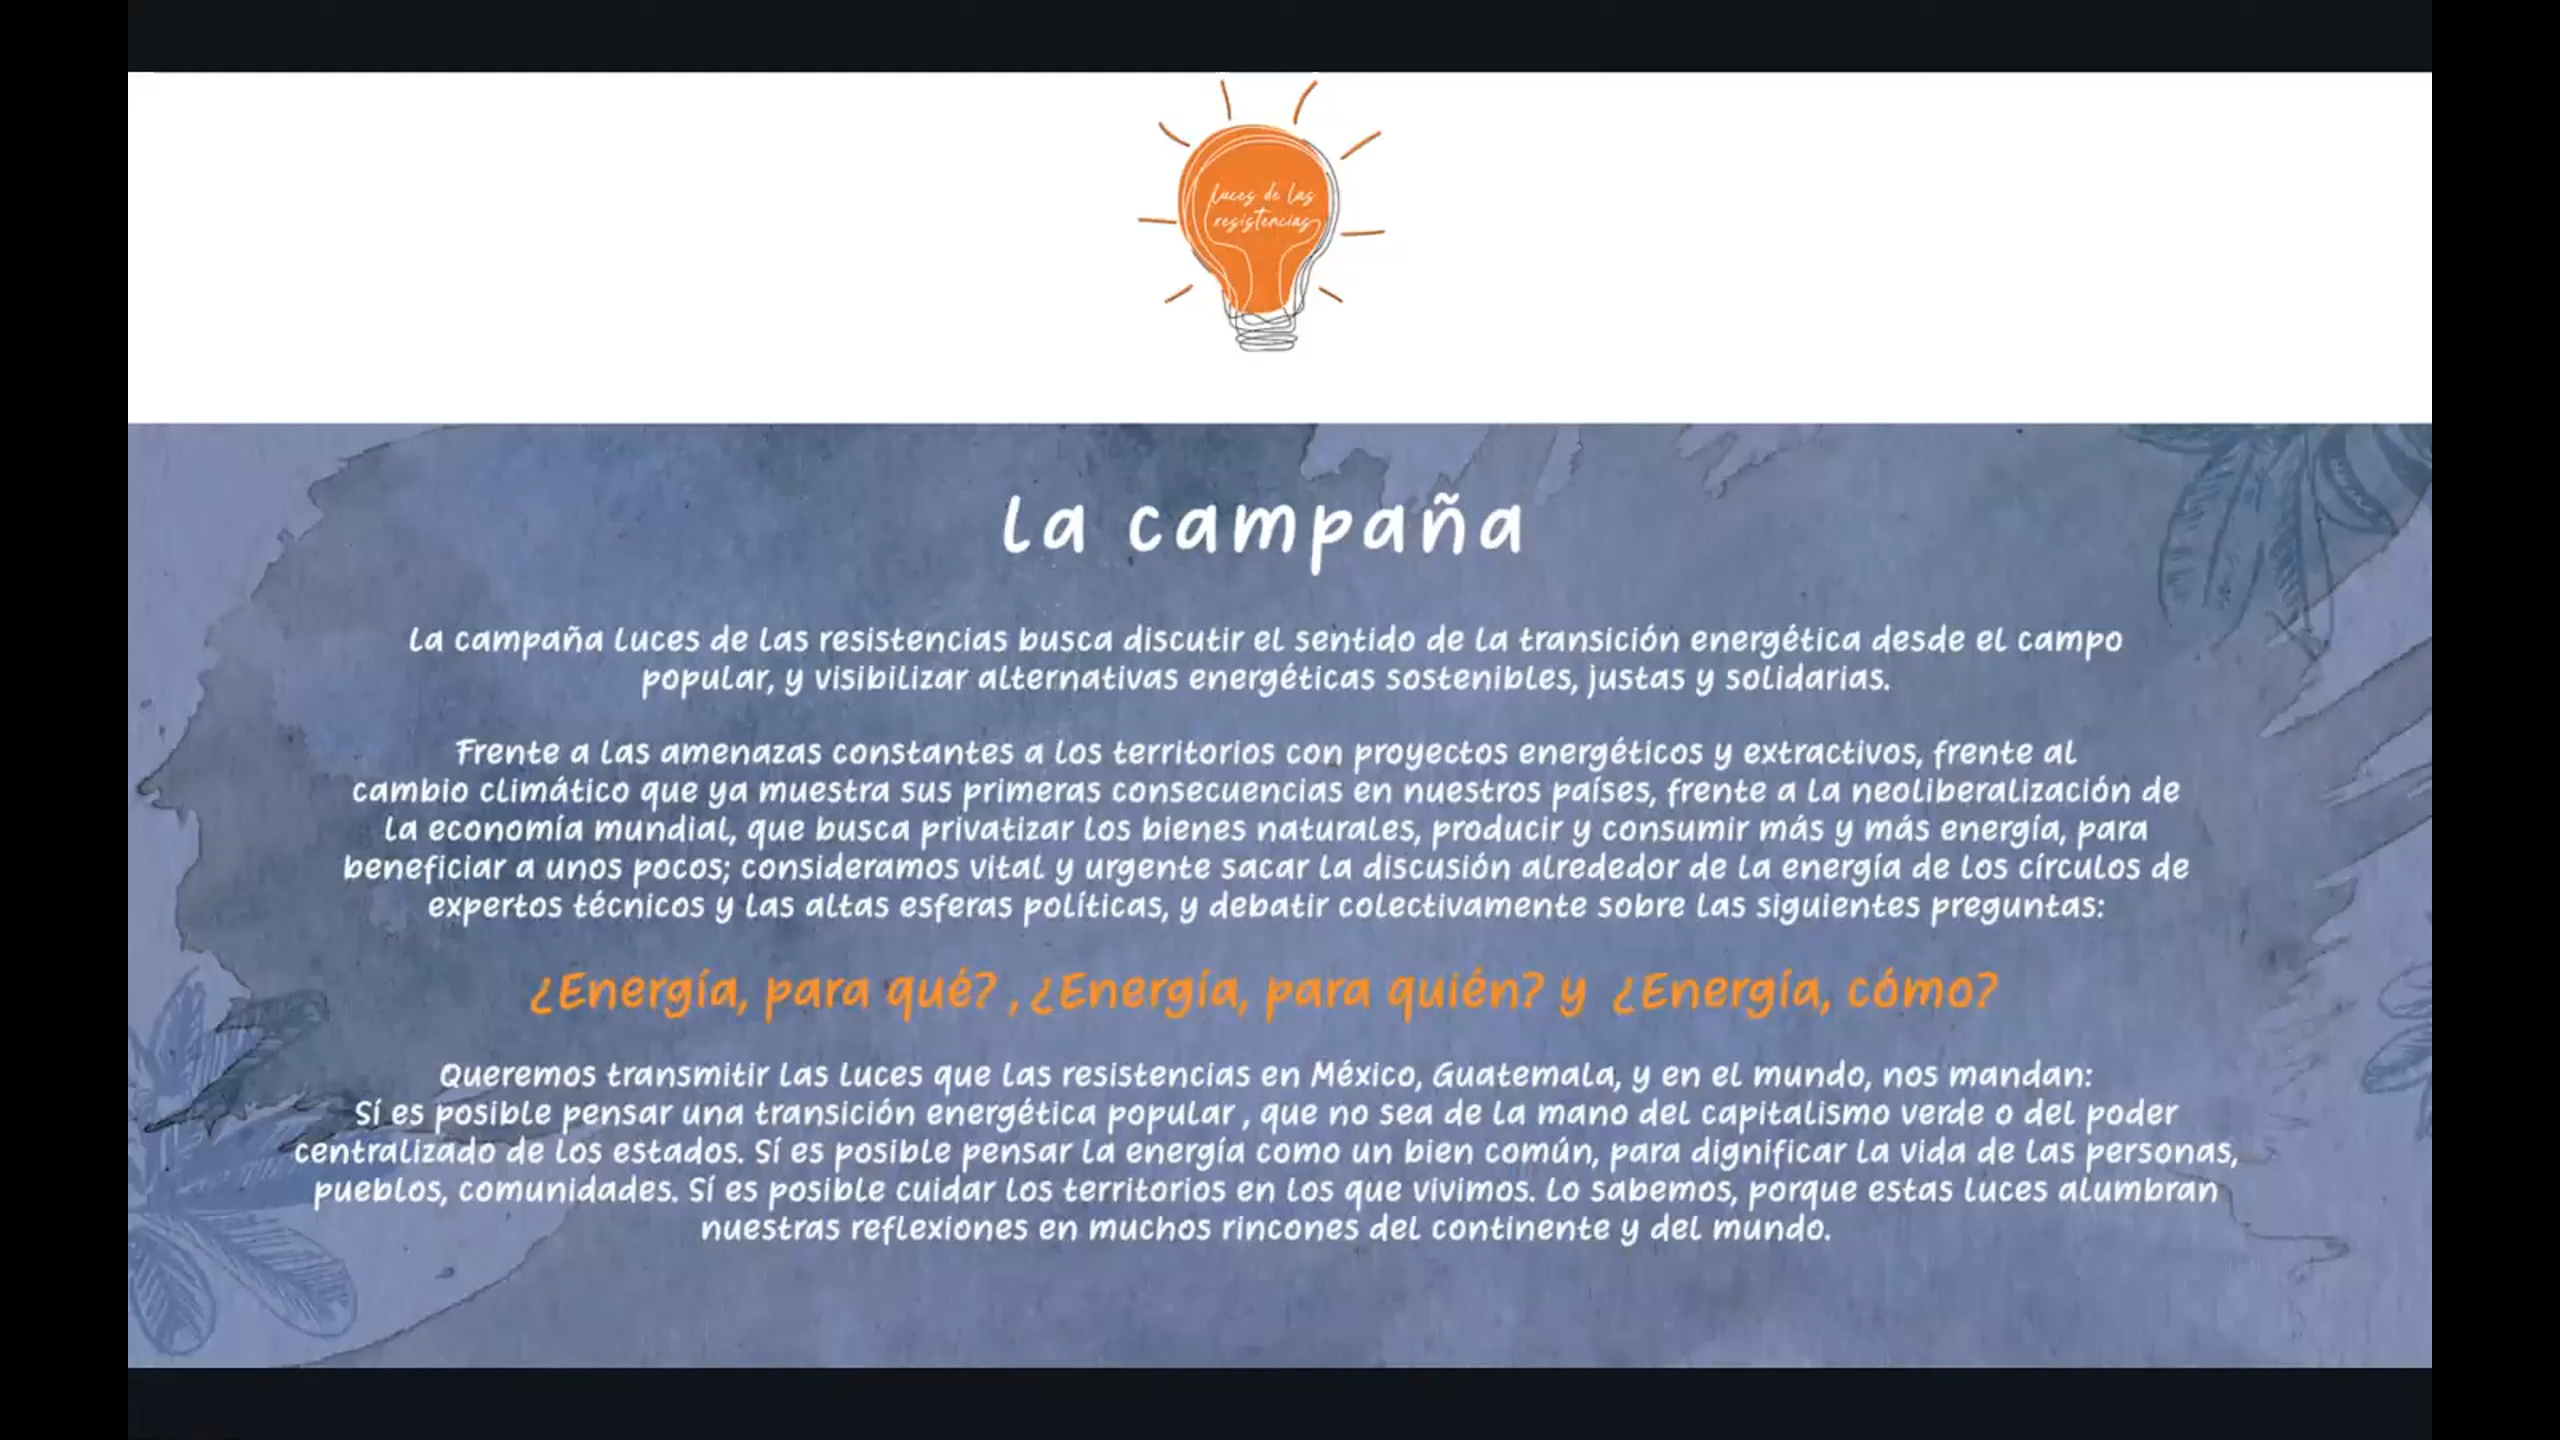 Luces de las
resistencias
La campaña
La campaña Luces de las resistencias busca discutir el sentido de la transición energética desde el campo
popular, y visibilizar alternativas energéticas sostenibles, justas y solidarias.
Frente a las amenazas constantes a los territorios con proyectos energéticos y extractivos, frente al
cambio climático que ya muestra sus primeras consecuencias en nuestros países, frente a la neoliberalización de
la economía mundial, que busca privatizar los bienes naturales, producir y consumir más y más energía, para
beneficiar a unos pocos; consideramos vital y urgente sacar la discusión alrededor de la energía de los círculos de
expertos técnicos y las altas esferas políticas, y debatir colectivamente sobre las siguientes preguntas:
¿Energía, para qué? , ¿Energía, para quién? y ¿Energía, cómo?
Queremos transmitir las luces que las resistencias en México, Guatemala, y en el mundo, nos mandan:
Sí es posible pensar una transición energética popular , que no sea de la mano del capitalismo verde o del poder
centralizado de los estados. Sí es posible pensar la energía como un bien común, para dignificar la vida de las personas,
pueblos, comunidades. Sí es posible cuidar los territorios en los que vivimos. Lo sabemos, porque estas luces alumbran
nuestras reflexiones en muchos rincones del continente y del mundo.